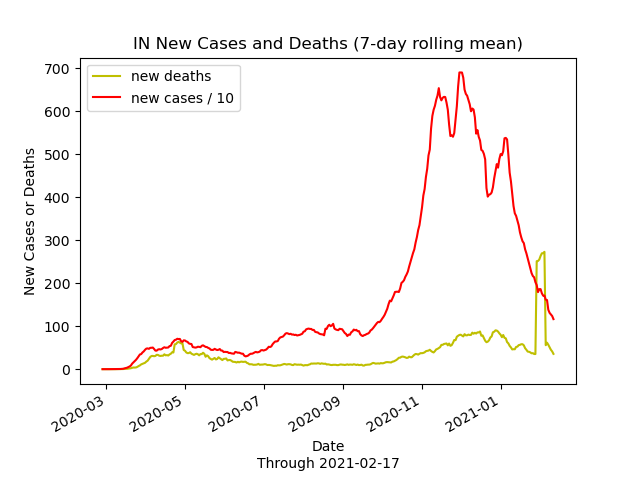 IN New Cases and Deaths (7-day rolling mean)
new deaths
new cases / 10
700
600
500
400
300
200
100
0
New Cases or Deaths
2020-03
2020-05
2020-07
2020-09
2020-11
2021-01
Date
Through 2021-02-17